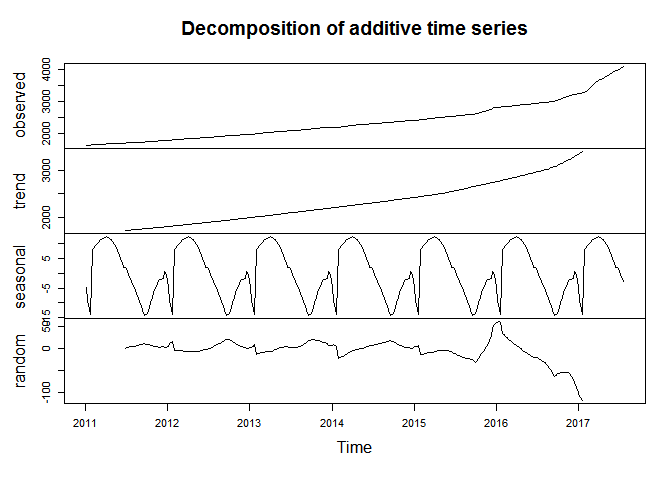 Decomposition of additive time series
observed
2000 3000 4000
trend
2000 3000
seasonal
-15 -5 5
random
-100 0 50
2011 2012 2013 2014 2015 2016 2017
Time